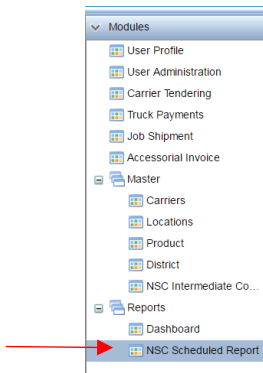 Modules
User Profile
User Administration
Carrier Tendering
Truck Payments
Job Shipment
Accessorial Invoice
Master
Carriers
Locations
Product
District
NSC Intermediate Co...
Reports
Dashboard
NSC Scheduled Report